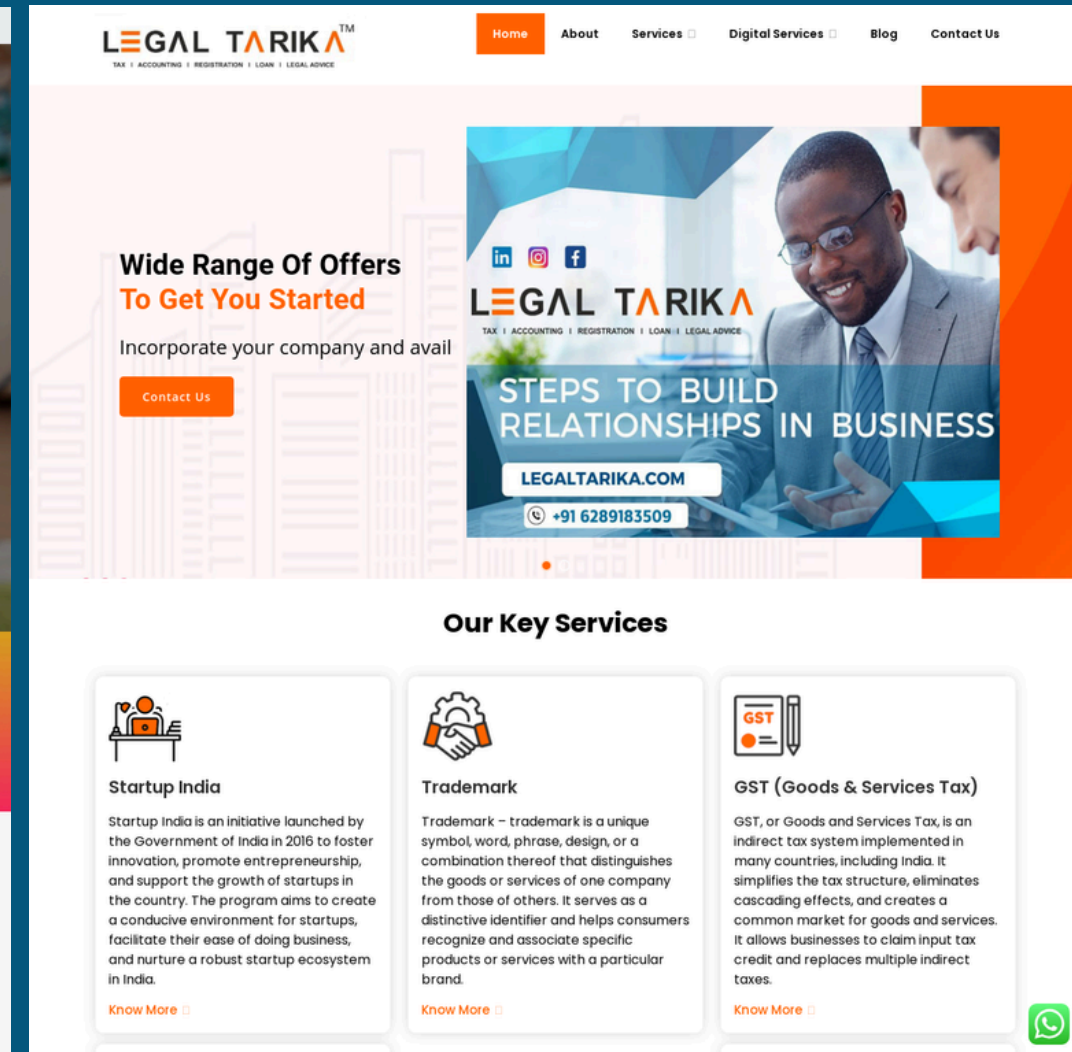 LEGAL TARIKA™
TAX I ACCOUNTING I REGISTRATION I LOAN I LEGAL ADVICE
Home About Services Digital Services Blog Contact Us
Wide Range Of Offers
To Get You Started
Incorporate your company and avail
Contact Us
LEGAL TARIKA
TAX I ACCOUNTING I REGISTRATION I LOAN I LEGAL ADVICE
STEPS TO BUILD
RELATIONSHIPS IN BUSINESS
LEGALTARIKA.COM
+91 6289183509
Our Key Services
Startup India
Startup India is an initiative launched by
the Government of India in 2016 to foster
innovation, promote entrepreneurship,
and support the growth of startups in
the country. The program aims to create
a conducive environment for startups,
facilitate their ease of doing business,
and nurture a robust startup ecosystem
in India.
Know More
Trademark
Trademark – trademark is a unique
symbol, word, phrase, design, or a
combination thereof that distinguishes
the goods or services of one company
from those of others. It serves as a
distinctive identifier and helps consumers
recognize and associate specific
products or services with a particular
brand.
Know More
GST
GST (Goods & Services Tax)
GST, or Goods and Services Tax, is an
indirect tax system implemented in
many countries, including India. It
simplifies the tax structure, eliminates
cascading effects, and creates a
common market for goods and services.
It allows businesses to claim input tax
credit and replaces multiple indirect
taxes.
Know More